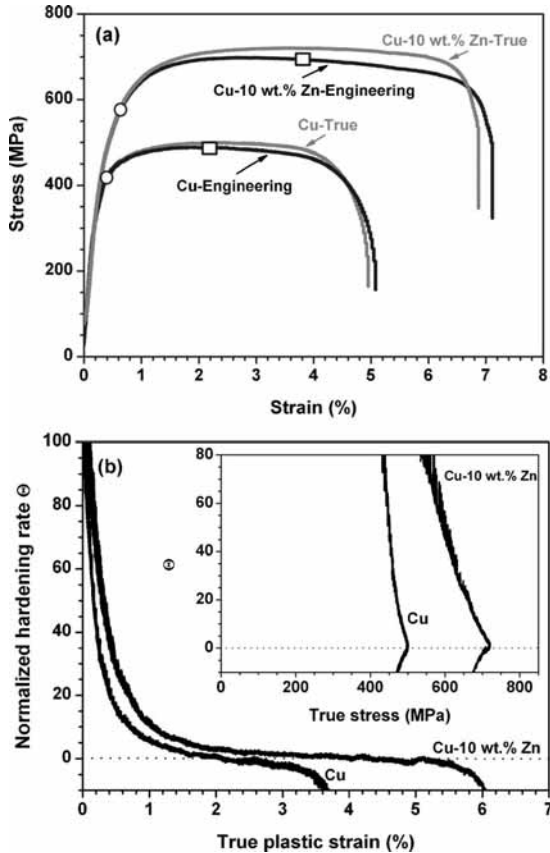 (a)
Cu-10 wt.% Zn-True
Cu-10 wt.% Zn-Engineering
Cu-True
Cu-Engineering
Stress (MPa)
800
600
400
200
0
0 1 2 3 4 5 6 7 8
Strain (%)
(b)
Normalized hardening rate Θ
100
80
60
40
20
0
Θ
80
60
40
20
0
Cu-10 wt.% Zn
Cu
0 200 400 600 800
True stress (MPa)
Cu-10 wt.% Zn
Cu
0 1 2 3 4 5 6 7
True plastic strain (%)